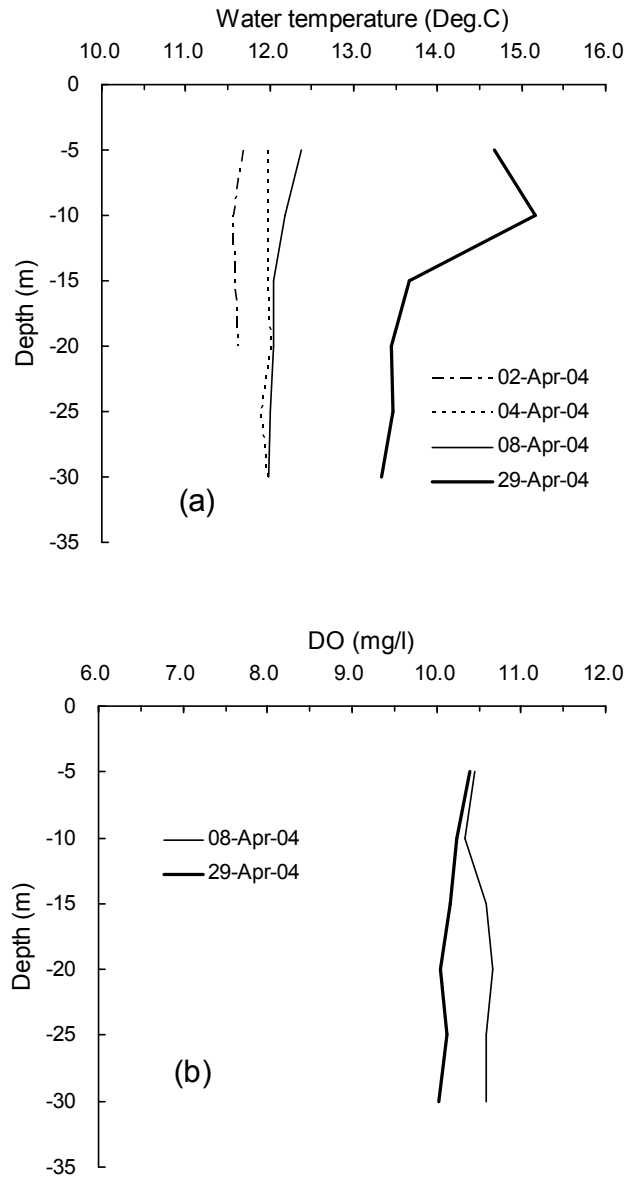 Water temperature (Deg.C)
10.0 11.0 12.0 13.0 14.0 15.0 16.0
0
-5
-10
-15
-20
-25
-30
-35
Depth (m)
02-Apr-04
04-Apr-04
08-Apr-04
29-Apr-04
(a)
DO (mg/l)
6.0 7.0 8.0 9.0 10.0 11.0 12.0
0
-5
-10
-15
-20
-25
-30
-35
Depth (m)
08-Apr-04
29-Apr-04
(b)